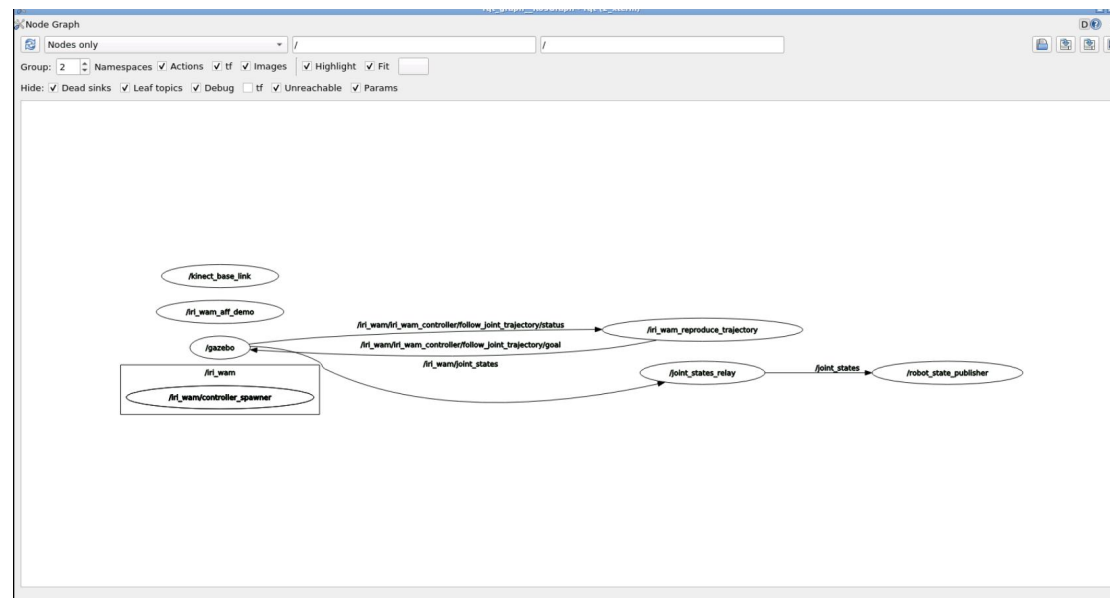 Node Graph
D
Nodes only / /
Group: 2 Namespaces Actions tf Images Highlight Fit
Hide: Dead sinks Leaf topics Debug tf Unreachable Params
/kinect_base_link
/iri_wam_aff_demo
/iri_wam/iri_wam_controller/follow_joint_trajectory/status
/iri_wam_reproduce_trajectory
/gazebo
/iri_wam/iri_wam_controller/follow_joint_trajectory/goal
/iri_wam/joint_states
/iri_wam
/joint_states_relay
/joint_states
/robot_state_publisher
/iri_wam/controller_spawner